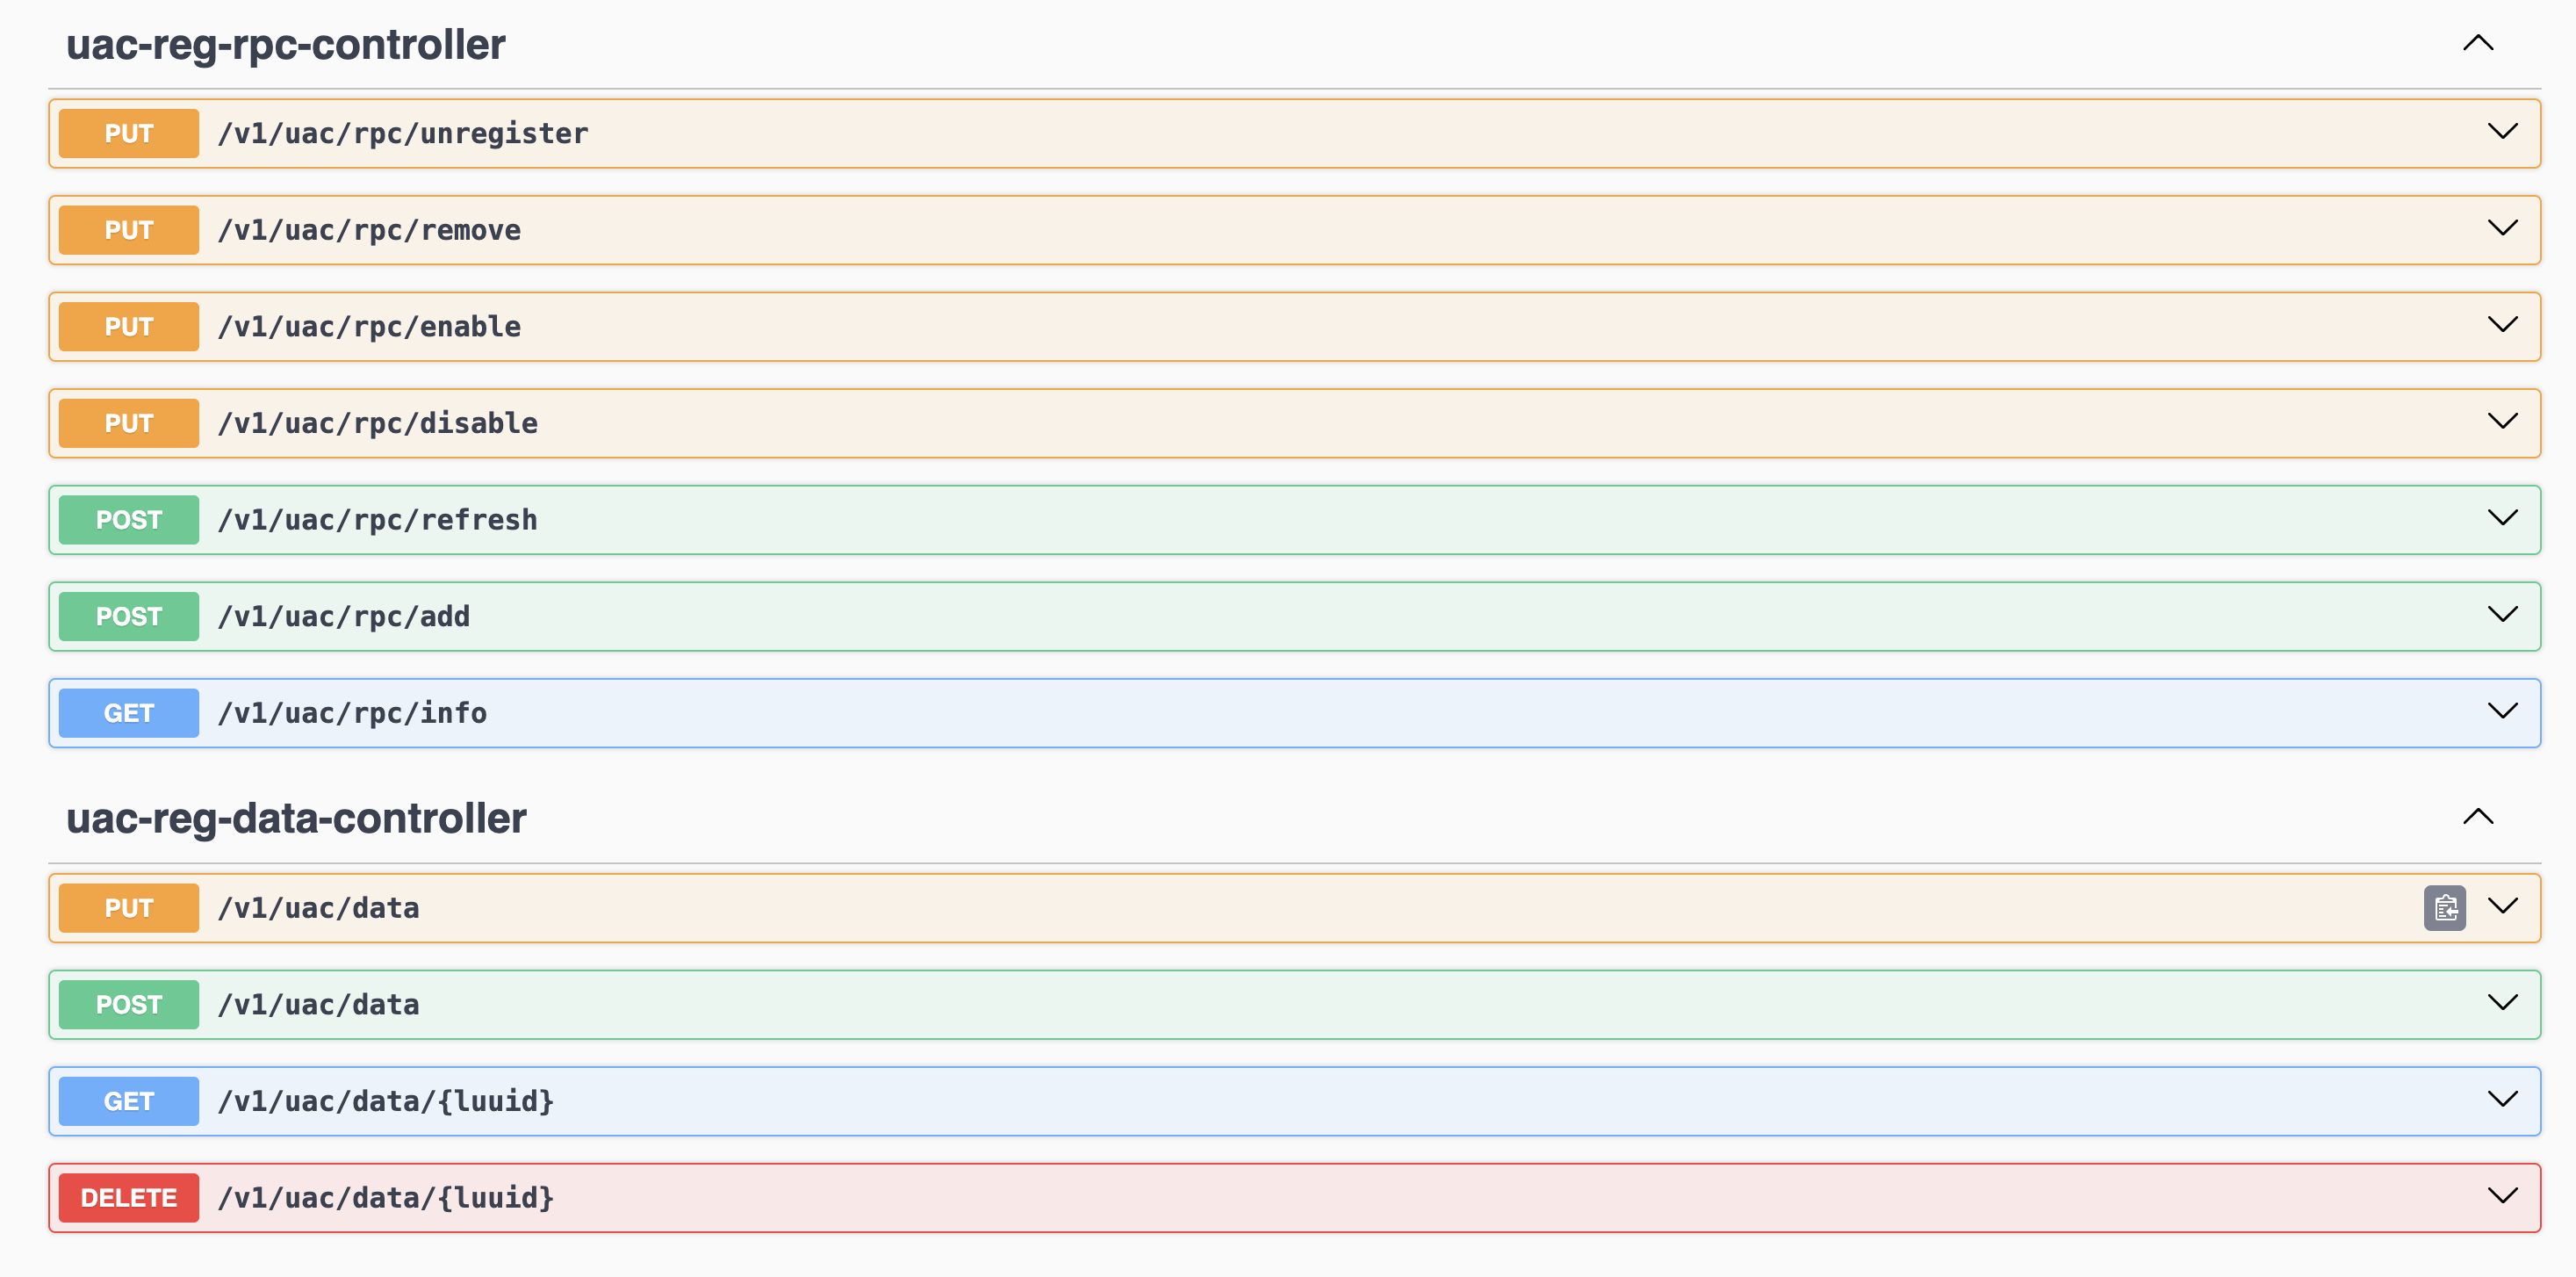 uac-reg-rpc-controller
PUT /v1/uac/rpc/unregister
PUT /v1/uac/rpc/remove
PUT /v1/uac/rpc/enable
PUT /v1/uac/rpc/disable
POST /v1/uac/rpc/refresh
POST /v1/uac/rpc/add
GET /v1/uac/rpc/info
uac-reg-data-controller
PUT /v1/uac/data
POST /v1/uac/data
GET /v1/uac/data/{luuid}
DELETE /v1/uac/data/{luuid}